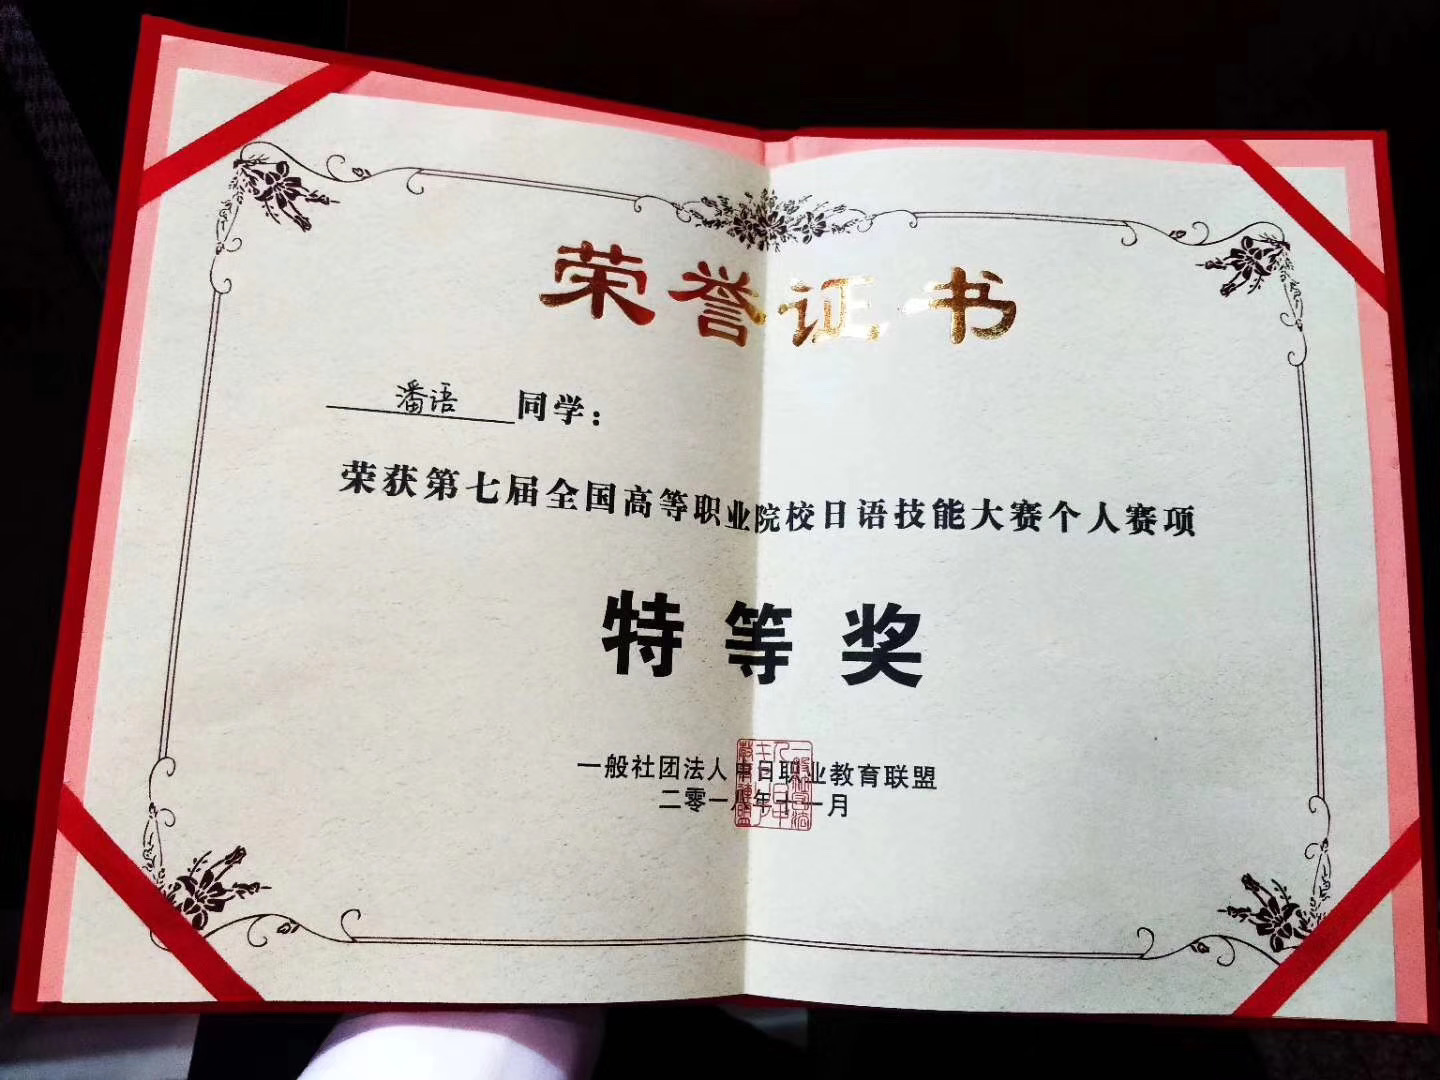 荣誉证书
潘语 同学：
荣获第七届全国高等职业院校日语技能大赛个人赛项
特等奖
一般社团法人中日职业教育联盟
二零一八年十一月